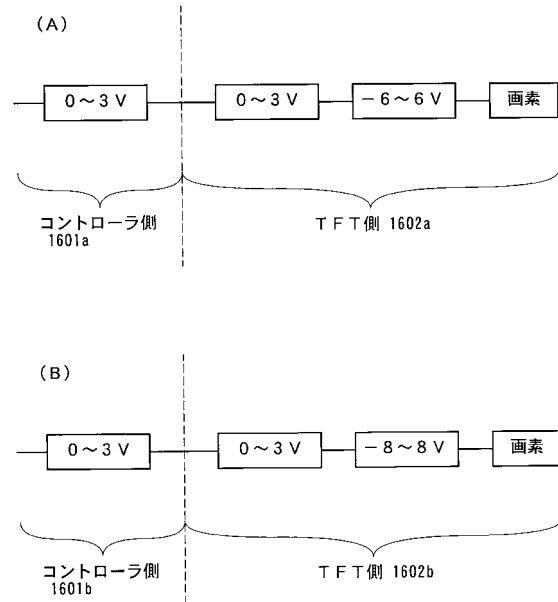 (A)
0～3V 0～3V －6～6V 画素
コントローラ側 TFT側 1602a
1601a
(B)
0～3V 0～3V －8～8V 画素
コントローラ側 TFT側 1602b
1601b